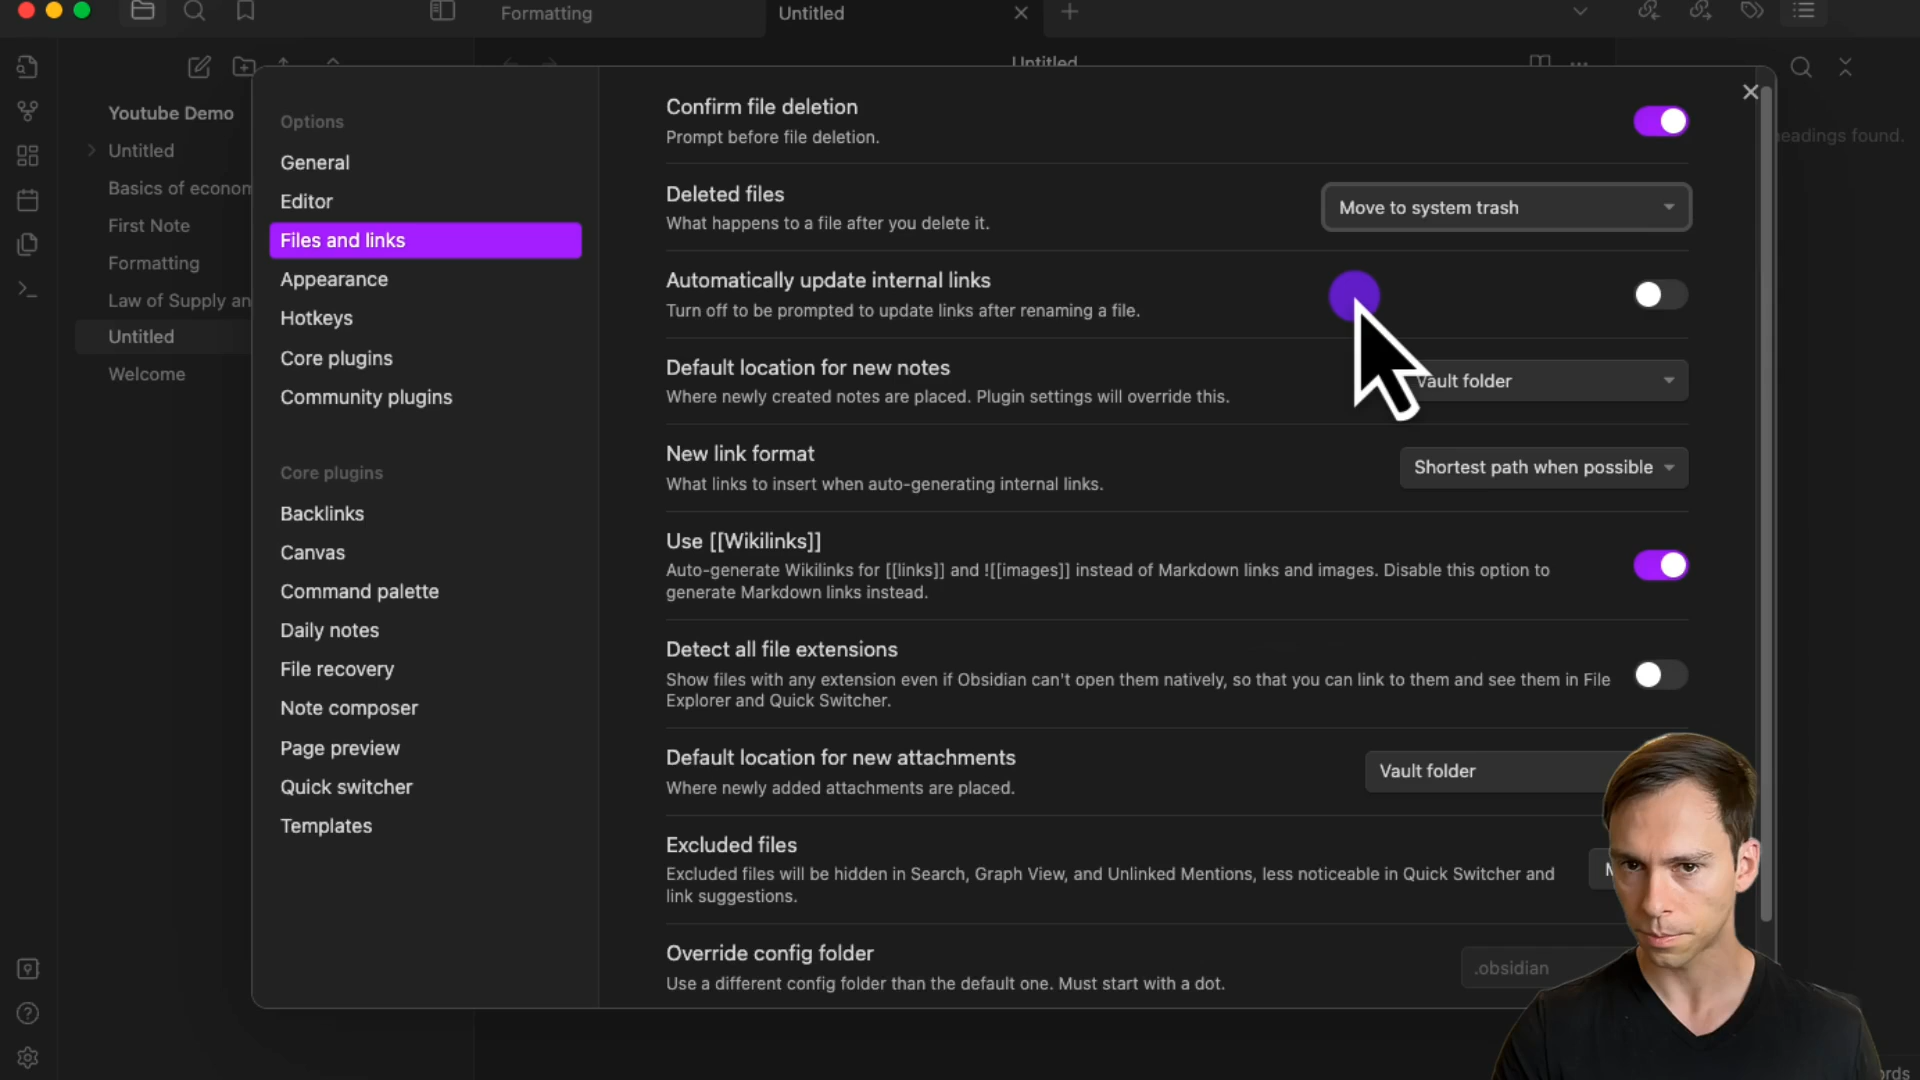 Formatting
Untitled
Untitled
Youtube Demo
Untitled
Basics of econom
First Note
Formatting
Law of Supply an
Untitled
Welcome
Options
General
Editor
Files and links
Appearance
Hotkeys
Core plugins
Community plugins
Core plugins
Backlinks
Canvas
Command palette
Daily notes
File recovery
Note composer
Page preview
Quick switcher
Templates
Confirm file deletion
Prompt before file deletion.
Deleted files
What happens to a file after you delete it.
Move to system trash
Automatically update internal links
Turn off to be prompted to update links after renaming a file.
Default location for new notes
Where newly created notes are placed. Plugin settings will override this.
Vault folder
New link format
What links to insert when auto-generating internal links.
Shortest path when possible
Use [[Wikilinks]]
Auto-generate Wikilinks for [[links]] and ![[images]] instead of Markdown links and images. Disable this option to
generate Markdown links instead.
Detect all file extensions
Show files with any extension even if Obsidian can't open them natively, so that you can link to them and see them in File
Explorer and Quick Switcher.
Default location for new attachments
Where newly added attachments are placed.
Vault folder
Excluded files
Excluded files will be hidden in Search, Graph View, and Unlinked Mentions, less noticeable in Quick Switcher and
link suggestions.
Override config folder
Use a different config folder than the default one. Must start with a dot.
.obsidian
eadings found.